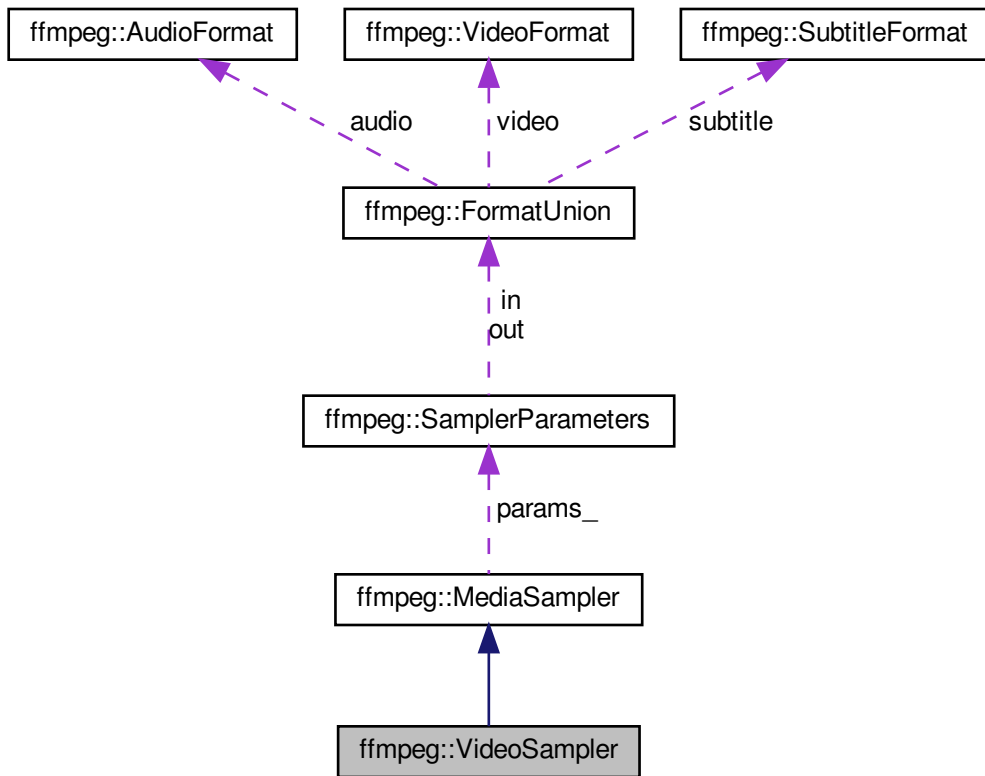 ffmpeg::AudioFormat
ffmpeg::VideoFormat
ffmpeg::SubtitleFormat
audio
video
subtitle
ffmpeg::FormatUnion
in
out
ffmpeg::SamplerParameters
params_
ffmpeg::MediaSampler
ffmpeg::VideoSampler